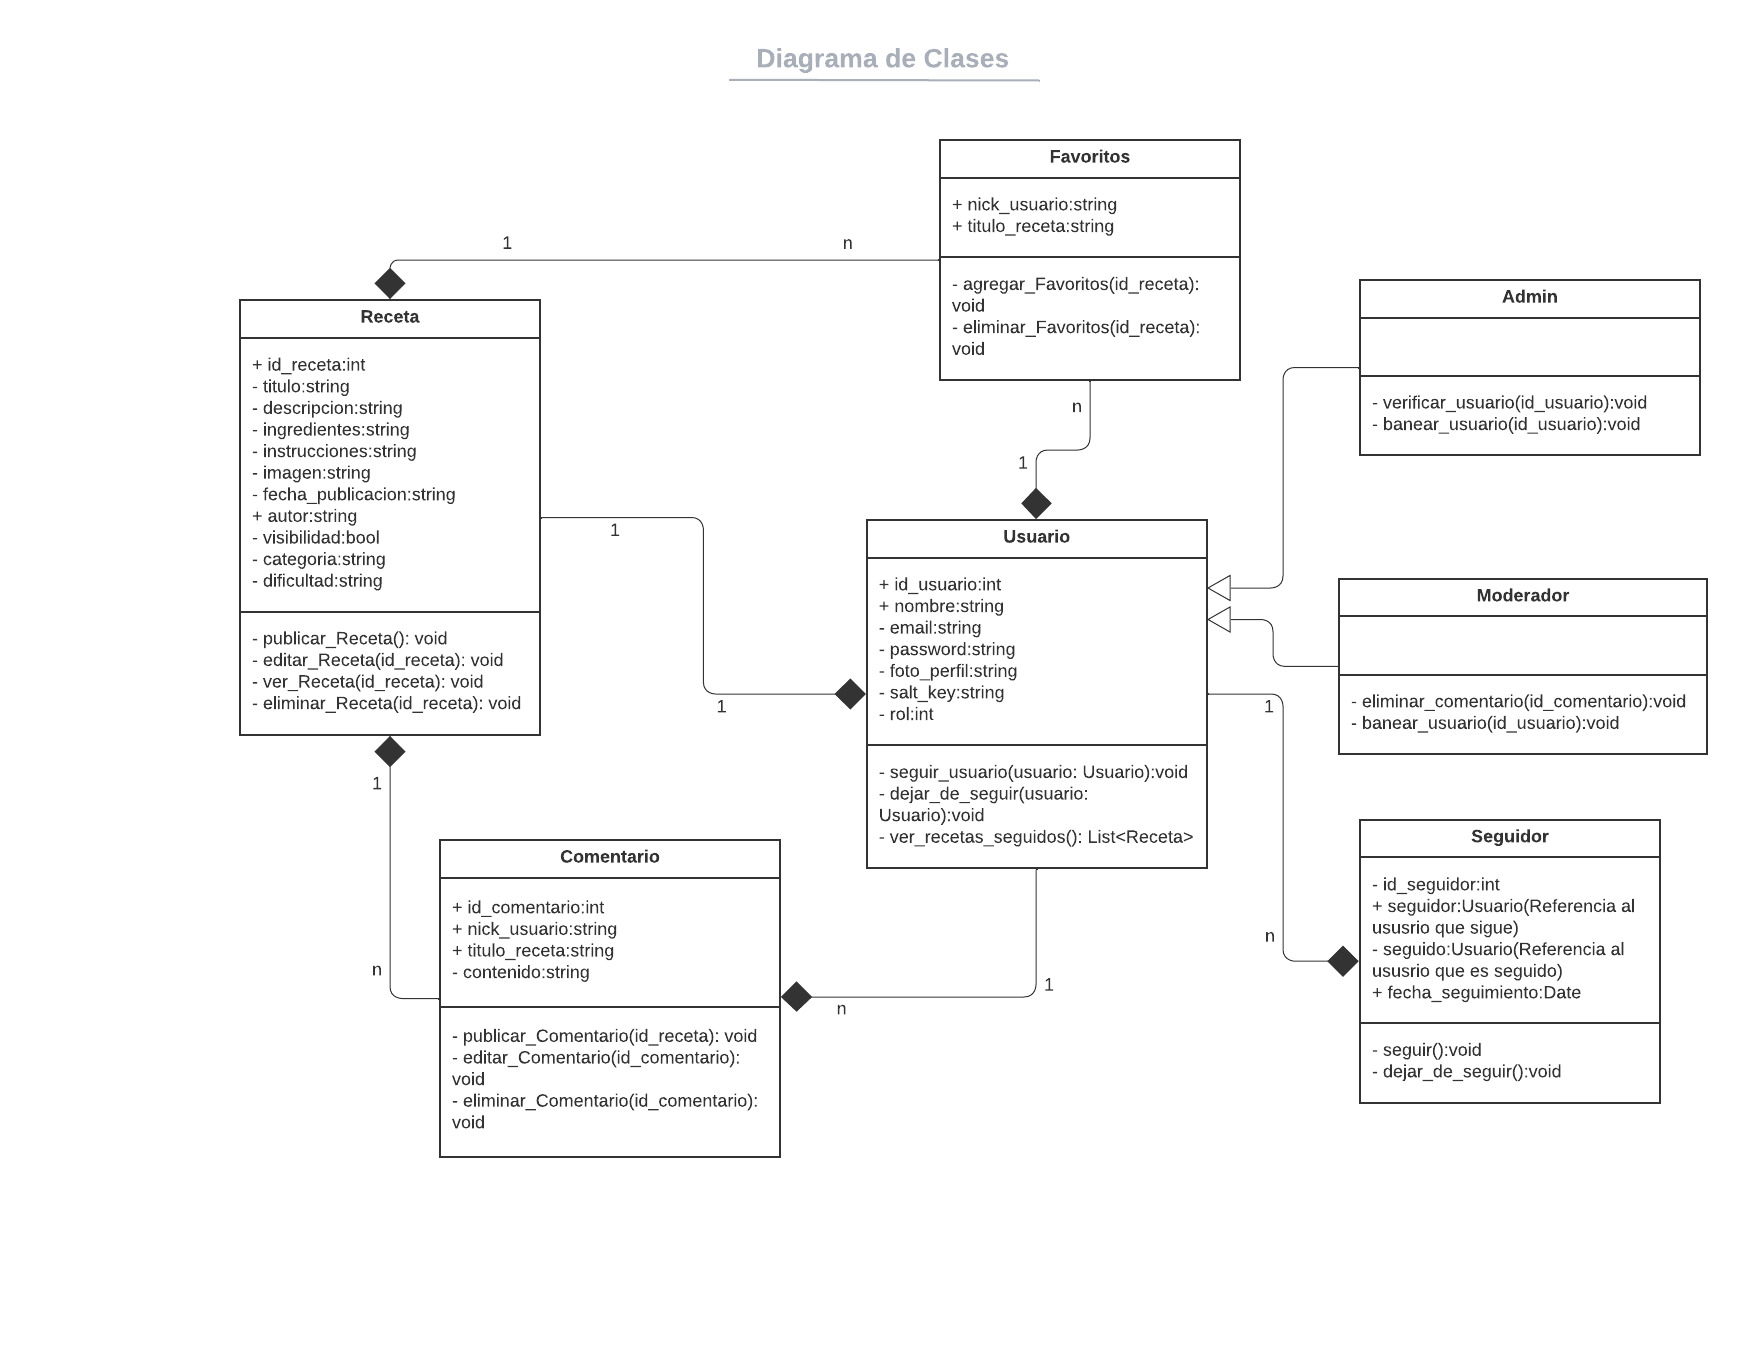 Diagrama de Clases
Favoritos
+ nick_usuario:string
+ titulo_receta:string
- agregar_Favoritos(id_receta):
void
- eliminar_Favoritos(id_receta):
void
1
n
n
1
Receta
+ id_receta:int
- titulo:string
- descripcion:string
- ingredientes:string
- instrucciones:string
- imagen:string
- fecha_publicacion:string
+ autor:string
- visibilidad:bool
- categoria:string
- dificultad:string
- publicar_Receta(): void
- editar_Receta(id_receta): void
- ver_Receta(id_receta): void
- eliminar_Receta(id_receta): void
1
1
Admin
- verificar_usuario(id_usuario):void
- banear_usuario(id_usuario):void
Usuario
+ id_usuario:int
+ nombre:string
- email:string
- password:string
- foto_perfil:string
- salt_key:string
- rol:int
- seguir_usuario(usuario: Usuario):void
- dejar_de_seguir(usuario:
Usuario):void
- ver_recetas_seguidos(): List<Receta>
Moderador
- eliminar_comentario(id_comentario):void
- banear_usuario(id_usuario):void
1
n
Seguidor
- id_seguidor:int
+ seguidor:Usuario(Referencia al
ususrio que sigue)
- seguido:Usuario(Referencia al
ususrio que es seguido)
+ fecha_seguimiento:Date
- seguir():void
- dejar_de_seguir():void
1
n
Comentario
+ id_comentario:int
+ nick_usuario:string
+ titulo_receta:string
- contenido:string
- publicar_Comentario(id_receta): void
- editar_Comentario(id_comentario):
void
- eliminar_Comentario(id_comentario):
void
n
1